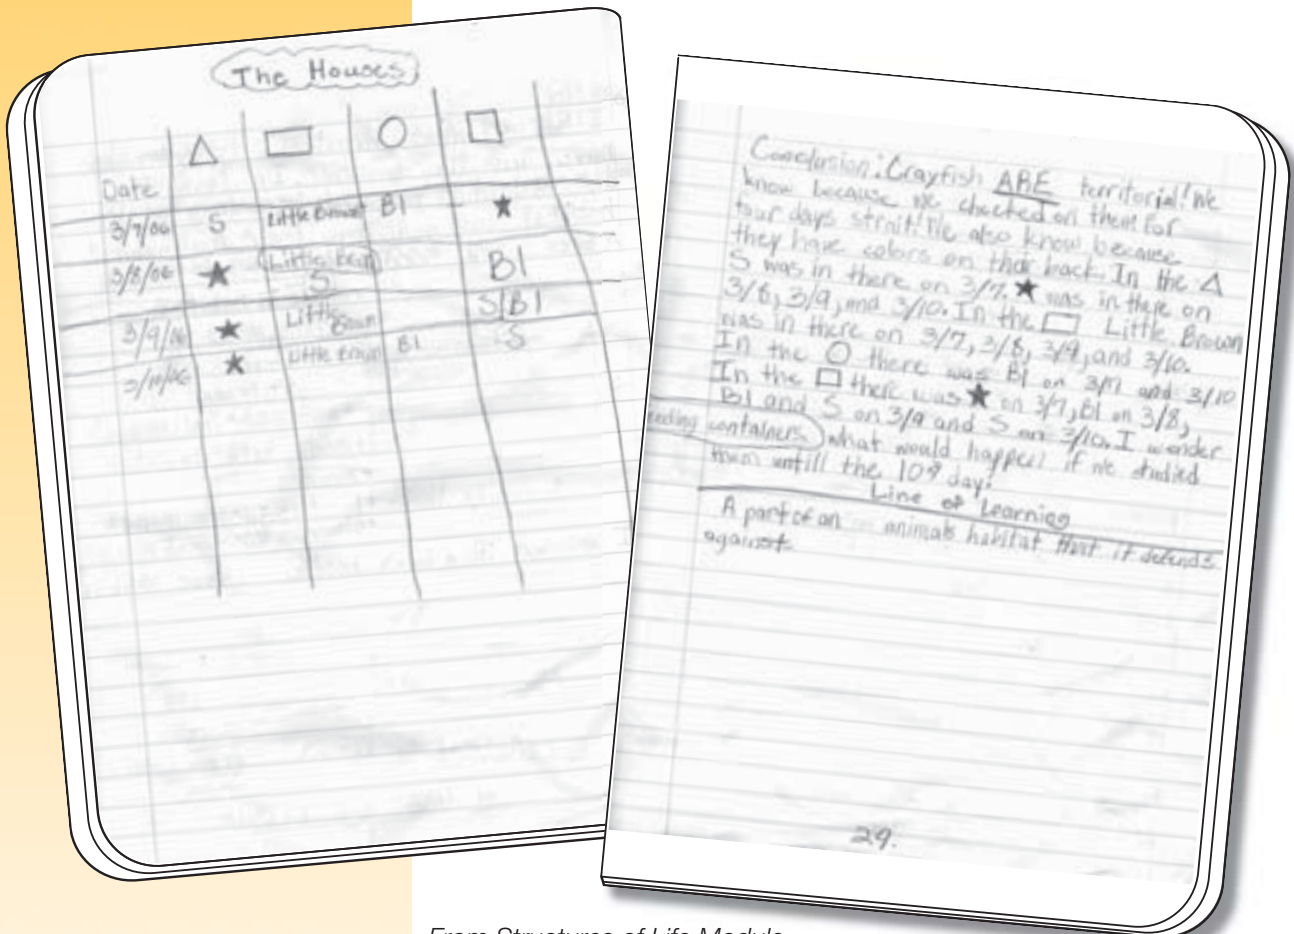 The Houses
Date △ ▭ ○ □
3/7/06 S Little Brown Bl ★
3/8/06 ★ Little S Bl
3/9/06 ★ Little Brown S/Bl
3/10/06 ★ Little Brown Bl S
Conclusion: Crayfish ARE territorial! We
know because we checked on them for
four days strait! We also know because
they have colors on thar back. In the △
S was in there on 3/7. ★ was in there on
3/8, 3/9, and 3/10. In the ▭ Little Brown
was in there on 3/7, 3/8, 3/9, and 3/10.
In the ○ there was Bl on 3/7 and 3/10
In the □ there was ★ on 3/7, Bl on 3/8,
Bl and S on 3/9 and S on 3/10. I wonder
containers. what would happen if we studied
them untill the 109 day.
Line of Learning
A part of an animals habitat that it defends
against.
29.
From Structures of Life Module